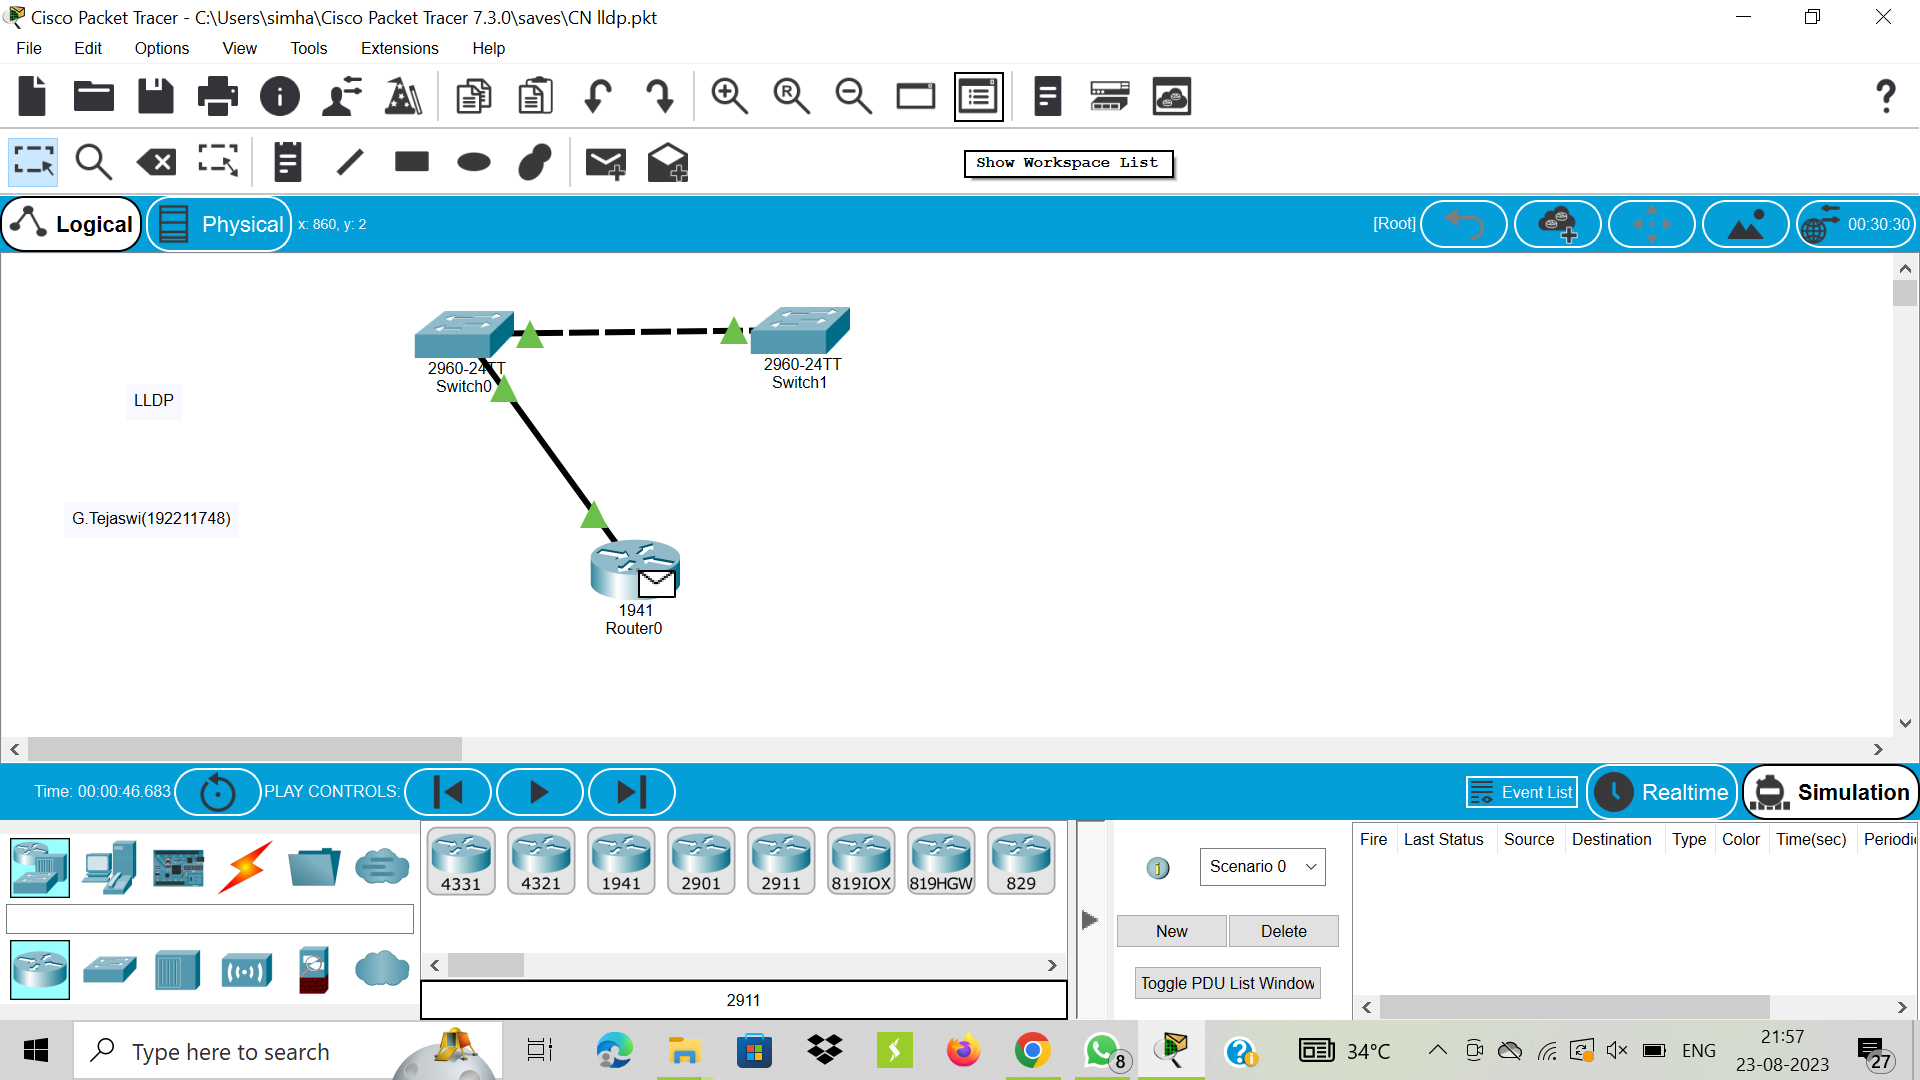 Cisco Packet Tracer - C:\Users\simha\Cisco Packet Tracer 7.3.0\saves\CN lldp.pkt
File Edit Options View Tools Extensions Help
Show Workspace List
Logical Physical x: 860, y: 2 [Root] 00:30:30
2960-24TT
Switch0
2960-24TT
Switch1
LLDP
G.Tejaswi(192211748)
1941
Router0
Time: 00:00:46.683 PLAY CONTROLS: Event List Realtime Simulation
4331 4321 1941 2901 2911 819IOX 819HGW 829
2911
Scenario 0
New Delete
Toggle PDU List Window
Fire Last Status Source Destination Type Color Time(sec) Periodi
Type here to search
8
34°C
ENG
21:57
23-08-2023
27